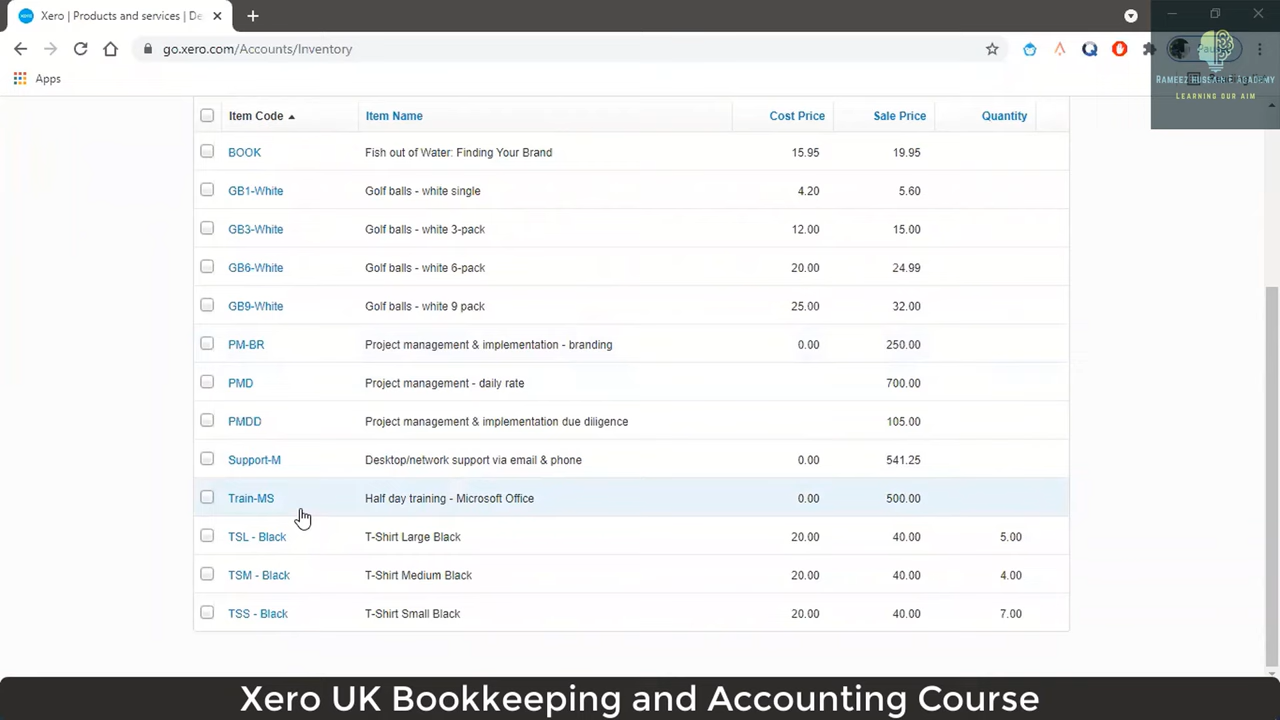 Xero | Products and services | De
go.xero.com/Accounts/Inventory
Apps
RAMEEZ HUSSAIN'S ACADEMY
LEARNING OUR AIM
Item Code Item Name Cost Price Sale Price Quantity
BOOK Fish out of Water: Finding Your Brand 15.95 19.95
GB1-White Golf balls - white single 4.20 5.60
GB3-White Golf balls - white 3-pack 12.00 15.00
GB6-White Golf balls - white 6-pack 20.00 24.99
GB9-White Golf balls - white 9 pack 25.00 32.00
PM-BR Project management & implementation - branding 0.00 250.00
PMD Project management - daily rate 700.00
PMDD Project management & implementation due diligence 105.00
Support-M Desktop/network support via email & phone 0.00 541.25
Train-MS Half day training - Microsoft Office 0.00 500.00
TSL - Black T-Shirt Large Black 20.00 40.00 5.00
TSM - Black T-Shirt Medium Black 20.00 40.00 4.00
TSS - Black T-Shirt Small Black 20.00 40.00 7.00
Xero UK Bookkeeping and Accounting Course